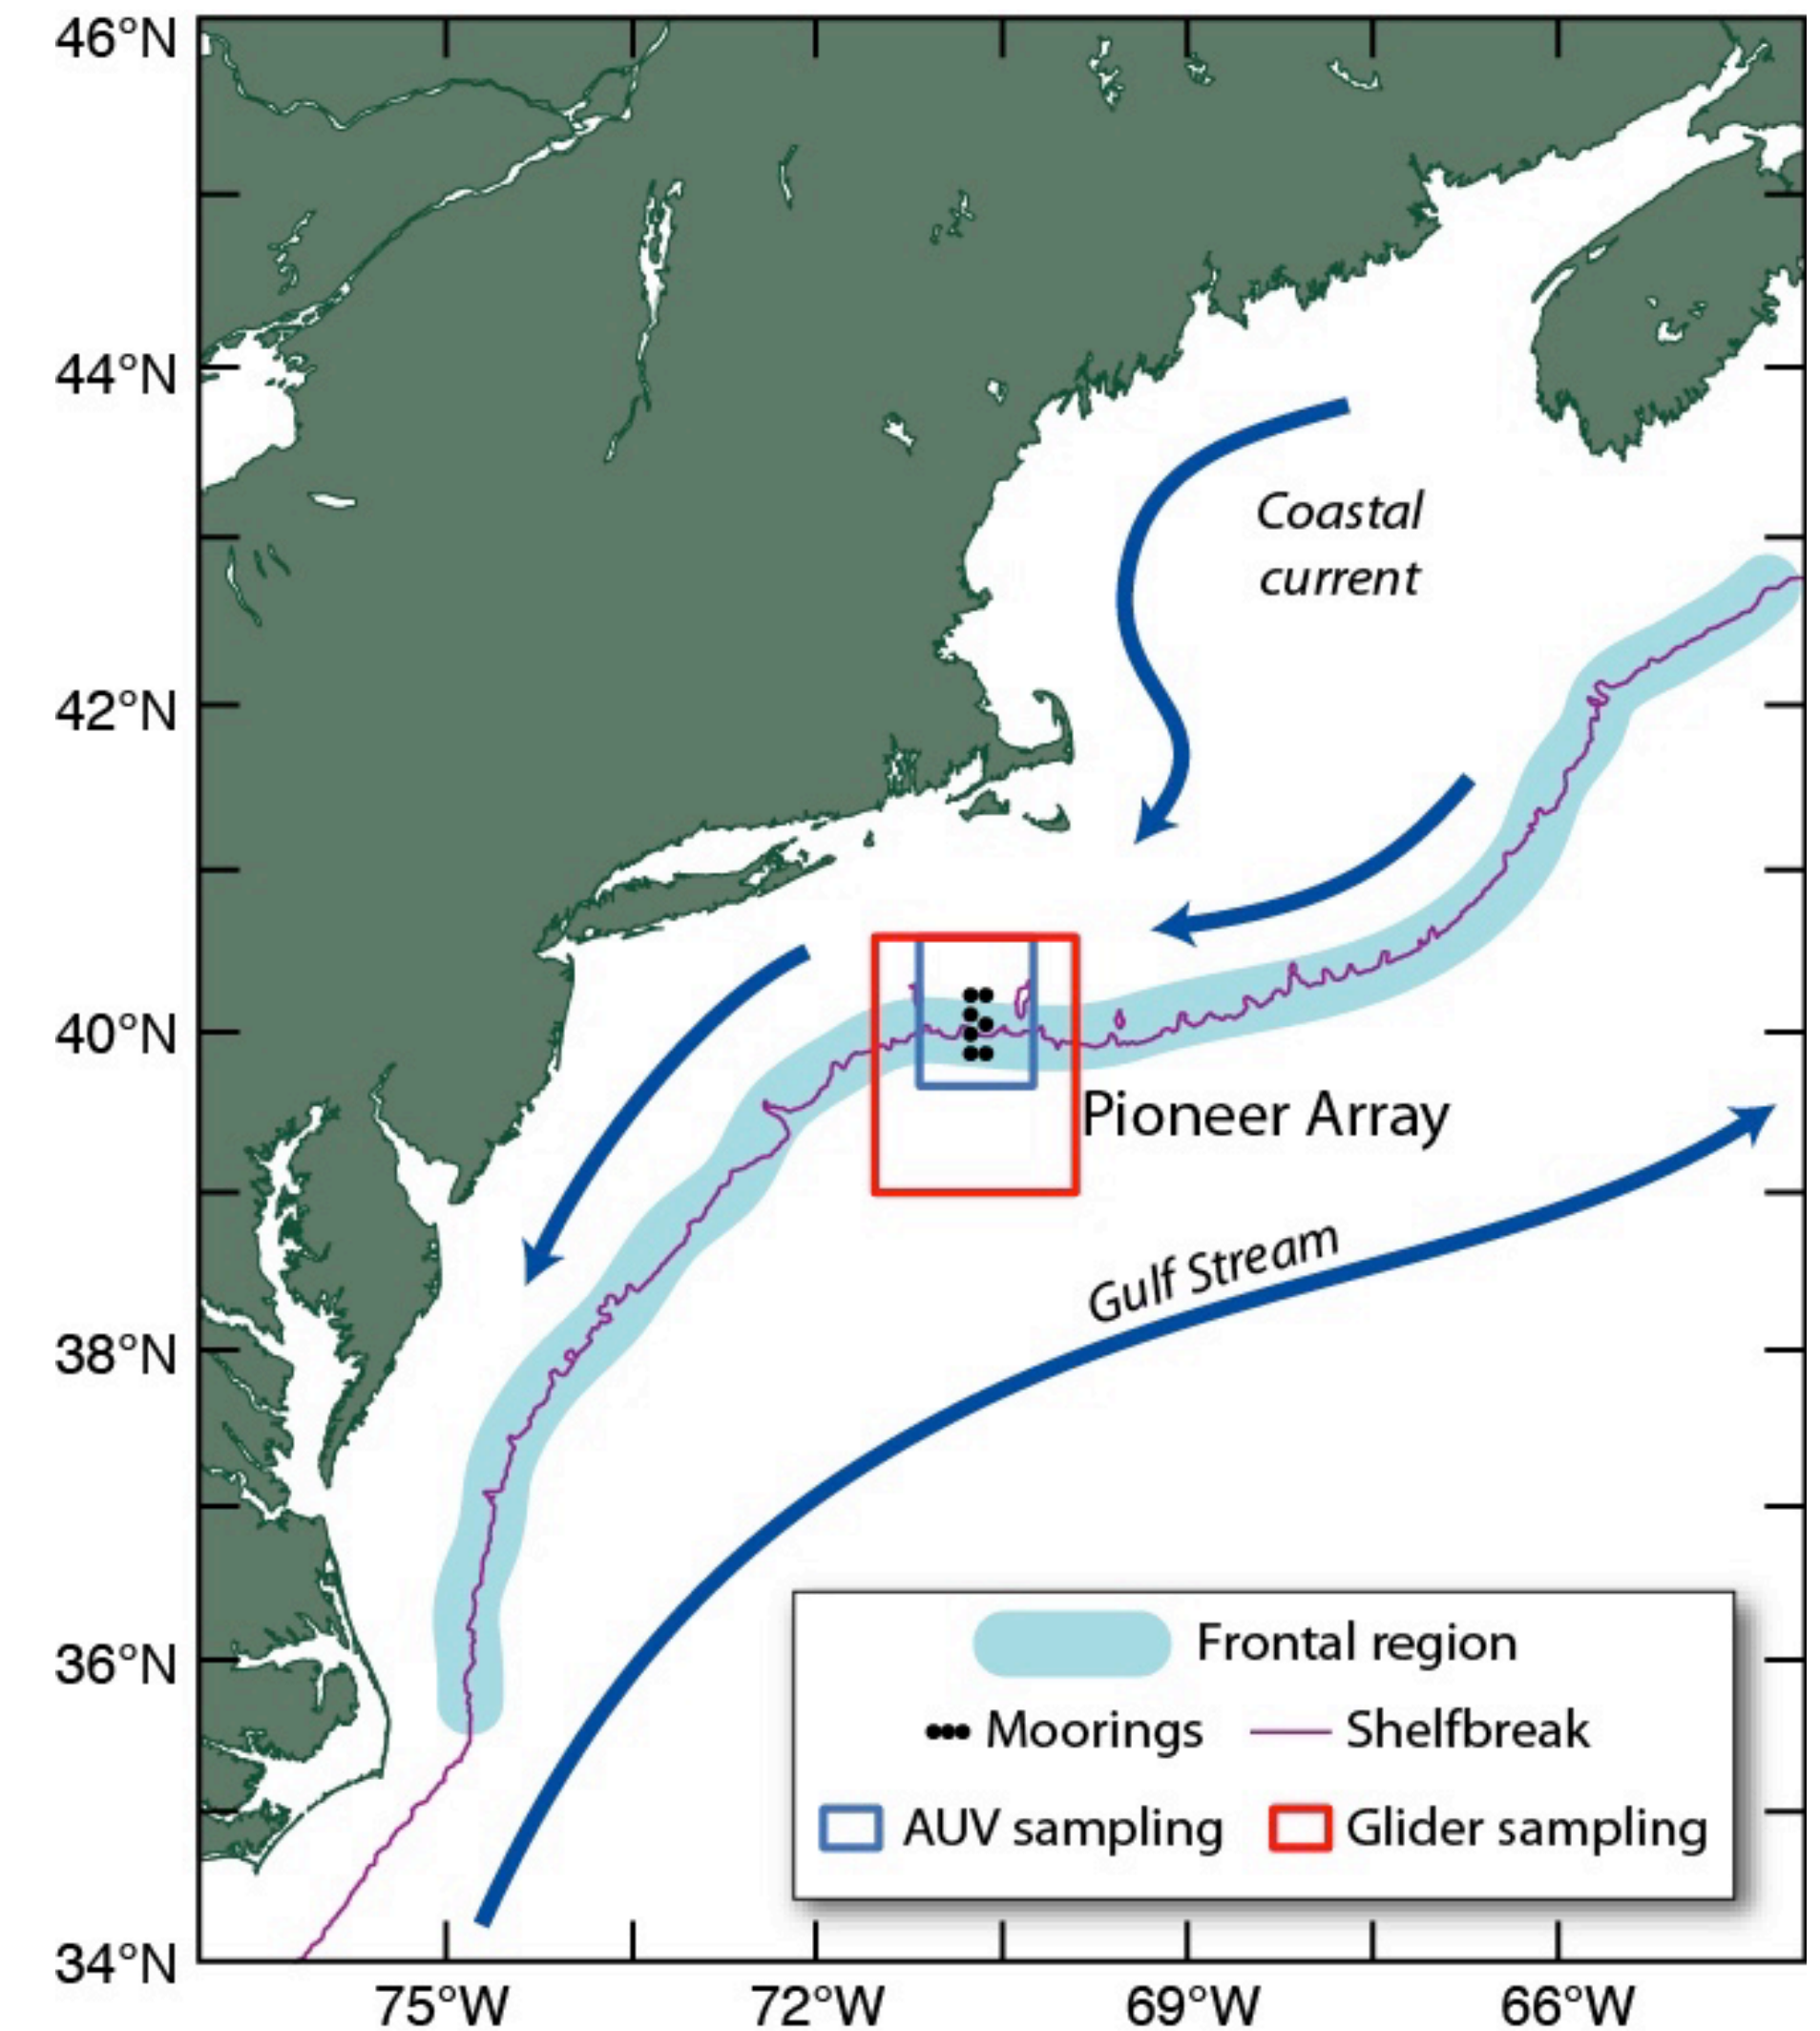 46°N
44°N
Coastal
current
42°N
40°N
Pioneer Array
Gulf Stream
38°N
Frontal region
36°N
Moorings
Shelfbreak
AUV sampling
Glider sampling
34°N
75°W
72°W
69°W
66°W